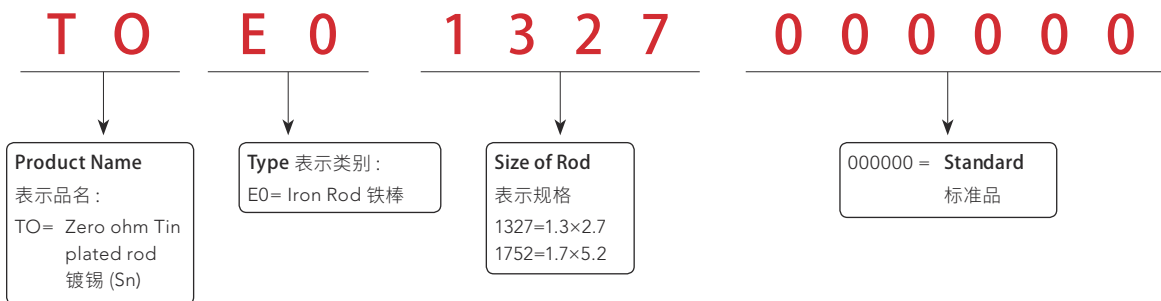 T O E 0 1 3 2 7 0 0 0 0 0 0
Product Name
表示品名 :
TO= Zero ohm Tin
plated rod
镀锡 (Sn)
Type 表示类别 :
E0= Iron Rod 铁棒
Size of Rod
表示规格
1327=1.3×2.7
1752=1.7×5.2
000000 = Standard
标准品